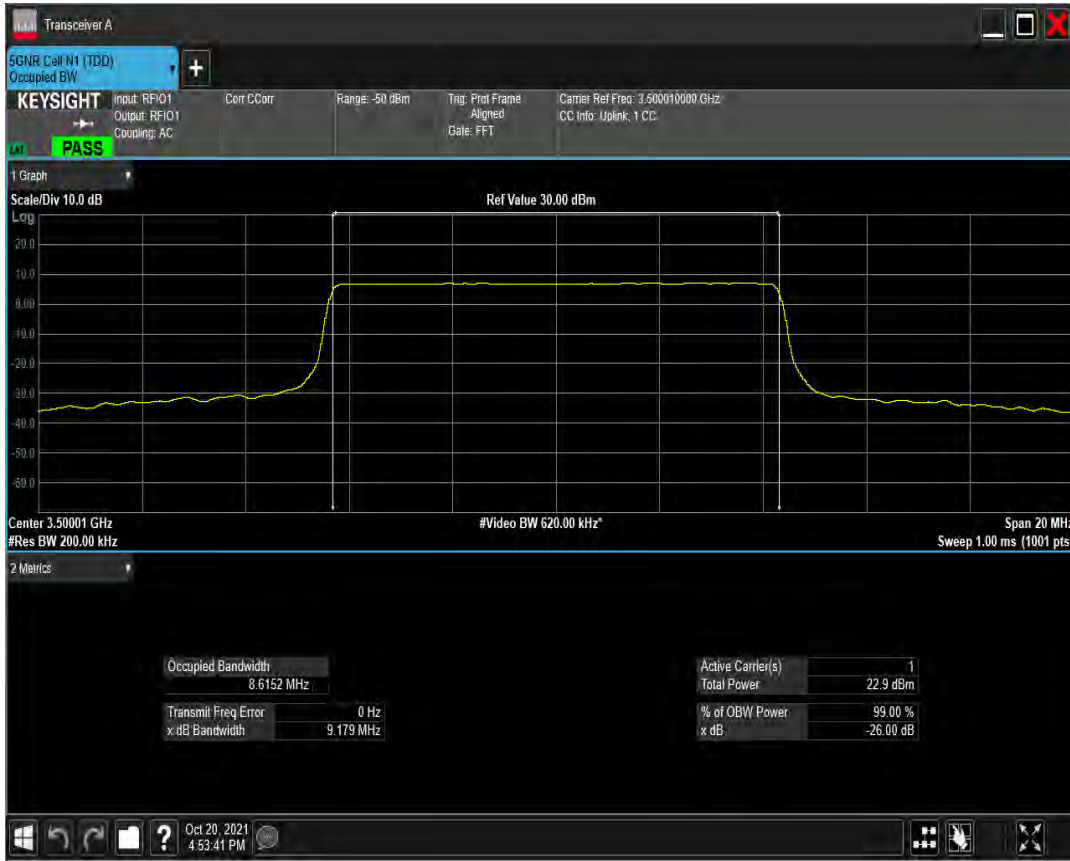 Transceiver A
5GNR Cell N1 (TDD)
Occupied BW
+
KEYSIGHT
PASS
Input: RFIO1
Output: RFIO1
Coupling: AC
Corr CCorr
Range: -50 dBm
Trig: Prot Frame
Aligned
Gate: FFT
Carrier Ref Freq: 3.500010000 GHz
CC Info: Uplink, 1 CC
1 Graph
Scale/Div 10.0 dB
Ref Value 30.00 dBm
Log
20.0
10.0
0.00
-10.0
-20.0
-30.0
-40.0
-50.0
-60.0
Center 3.50001 GHz
#Video BW 620.00 kHz*
Span 20 MHz
#Res BW 200.00 kHz
Sweep 1.00 ms (1001 pts
2 Metrics
Occupied Bandwidth
8.6152 MHz
Transmit Freq Error 0 Hz
x dB Bandwidth 9.179 MHz
Active Carrier(s) 1
Total Power 22.9 dBm
% of OBW Power 99.00 %
x dB -26.00 dB
?
Oct 20, 2021
4:53:41 PM